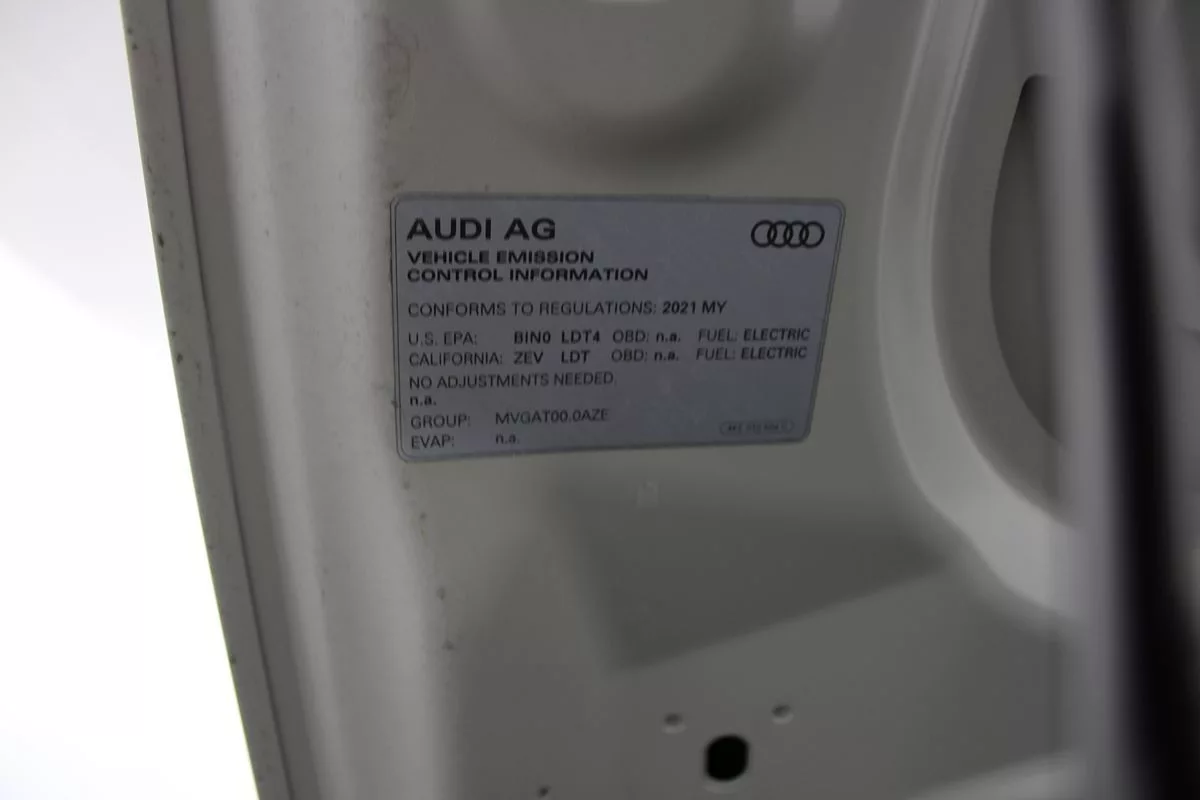 AUDI AG
VEHICLE EMISSION
CONTROL INFORMATION
CONFORMS TO REGULATIONS: 2021 MY
U.S. EPA: BIN0 LDT4 OBD: n.a. FUEL: ELECTRIC
CALIFORNIA: ZEV LDT OBD: n.a. FUEL: ELECTRIC
NO ADJUSTMENTS NEEDED.
n.a.
GROUP: MVGAT00.0AZE
EVAP: n.a.